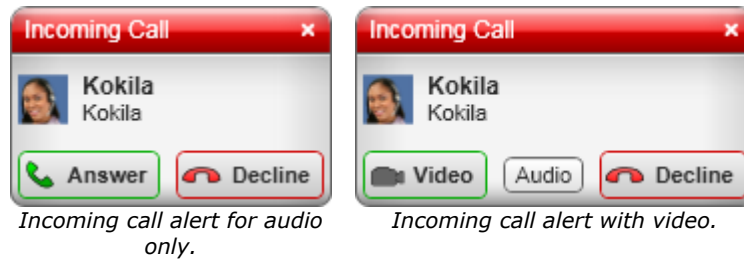 Incoming Call ×
Kokila
Kokila
Answer Decline
Incoming call alert for audio
only.
Incoming Call ×
Kokila
Kokila
Video Audio Decline
Incoming call alert with video.